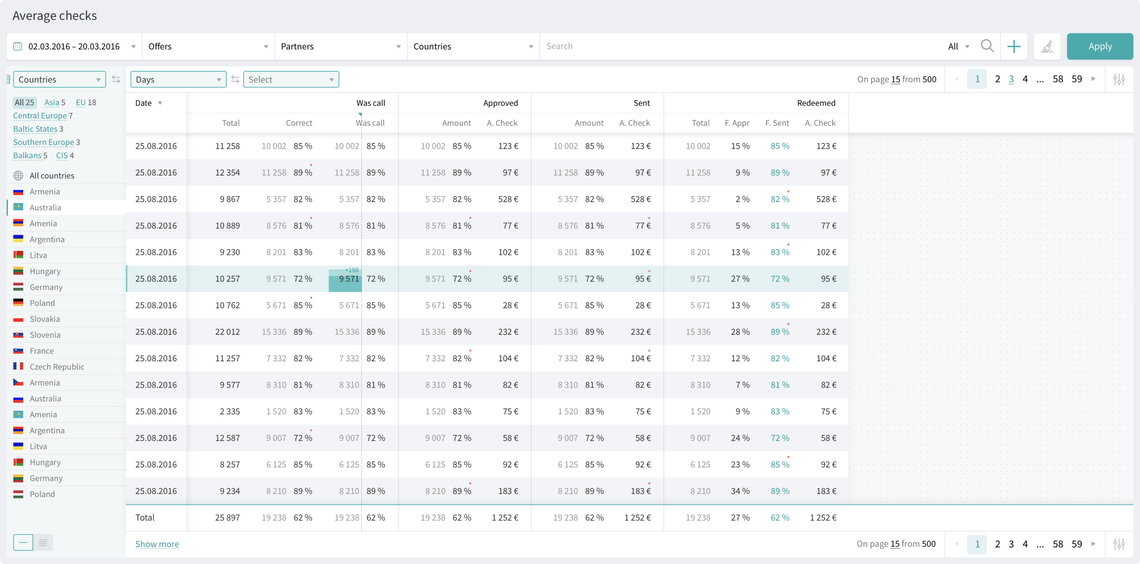 Average checks
02.03.2016 – 20.03.2016 Offers Partners Countries Search All Apply
Countries Days Select On page 15 from 500 1 2 3 4 ... 58 59
All 25 Asia 5 EU 18
Central Europe 7
Baltic States 3
Southern Europe 3
Balkans 5 CIS 4
All countries
Armenia
Australia
Amenia
Argentina
Litva
Hungary
Germany
Poland
Slovakia
Slovenia
France
Czech Republic
Armenia
Australia
Amenia
Argentina
Litva
Hungary
Germany
Poland
Date Was call Approved Sent Redeemed
Total Correct Was call Amount A. Check Amount A. Check Total F. Appr F. Sent A. Check
25.08.2016 11 258 10 002 85 % 10 002 85 % 10 002 85 % 123 € 10 002 85 % 123 € 10 002 15 % 85 % 123 €
25.08.2016 12 354 11 258 89 % 11 258 89 % 11 258 89 % 97 € 11 258 89 % 97 € 11 258 9 % 89 % 97 €
25.08.2016 9 867 5 357 82 % 5 357 82 % 5 357 82 % 528 € 5 357 82 % 528 € 5 357 2 % 82 % 528 €
25.08.2016 10 889 8 576 81 % 8 576 81 % 8 576 81 % 77 € 8 576 81 % 77 € 8 576 5 % 81 % 77 €
25.08.2016 9 230 8 201 83 % 8 201 83 % 8 201 83 % 102 € 8 201 83 % 102 € 8 201 13 % 83 % 102 €
25.08.2016 10 257 9 571 72 % 9 571 72 % 9 571 72 % 95 € 9 571 72 % 95 € 9 571 27 % 72 % 95 €
25.08.2016 10 762 5 671 85 % 5 671 85 % 5 671 85 % 28 € 5 671 85 % 28 € 5 671 13 % 85 % 28 €
25.08.2016 22 012 15 336 89 % 15 336 89 % 15 336 89 % 232 € 15 336 89 % 232 € 15 336 28 % 89 % 232 €
25.08.2016 11 257 7 332 82 % 7 332 82 % 7 332 82 % 104 € 7 332 82 % 104 € 7 332 12 % 82 % 104 €
25.08.2016 9 577 8 310 81 % 8 310 81 % 8 310 81 % 82 € 8 310 81 % 82 € 8 310 7 % 81 % 82 €
25.08.2016 2 335 1 520 83 % 1 520 83 % 1 520 83 % 75 € 1 520 83 % 75 € 1 520 9 % 83 % 75 €
25.08.2016 12 587 9 007 72 % 9 007 72 % 9 007 72 % 58 € 9 007 72 % 58 € 9 007 24 % 72 % 58 €
25.08.2016 8 257 6 125 85 % 6 125 85 % 6 125 85 % 92 € 6 125 85 % 92 € 6 125 23 % 85 % 92 €
25.08.2016 9 234 8 210 89 % 8 210 89 % 8 210 89 % 183 € 8 210 89 % 183 € 8 210 34 % 89 % 183 €
Total 25 897 19 238 62 % 19 238 62 % 19 238 62 % 1 252 € 19 238 62 % 1 252 € 19 238 27 % 62 % 1 252 €
Show more On page 15 from 500 1 2 3 4 ... 58 59